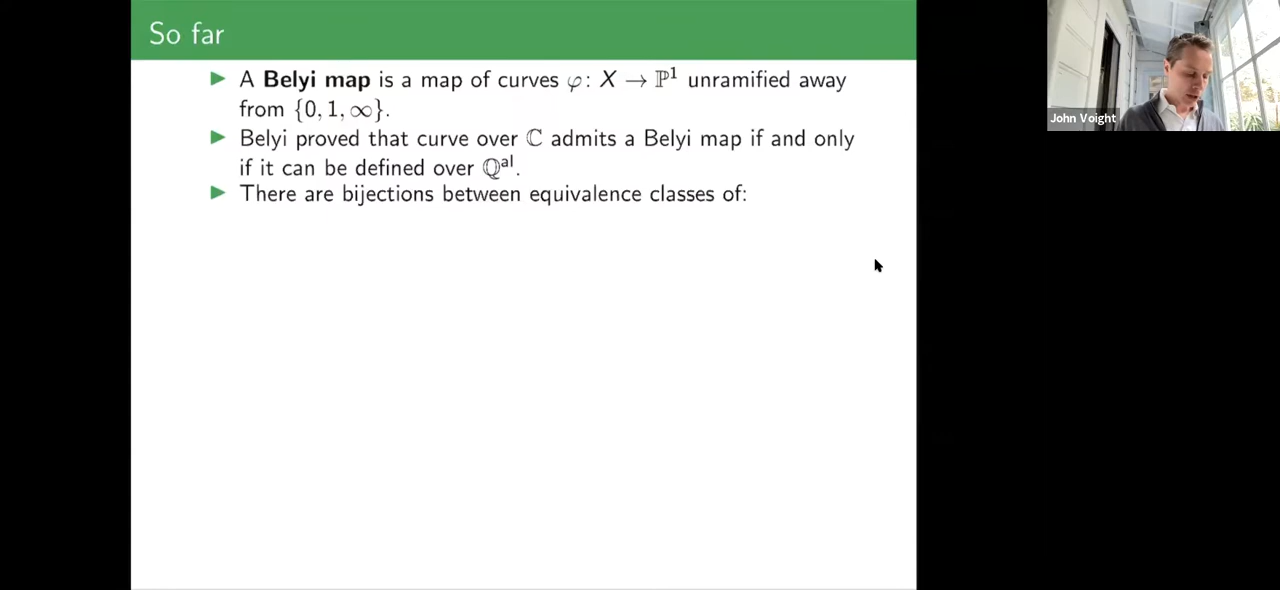 So far
▶ A Belyi map is a map of curves φ: X → ℙ¹ unramified away
from {0, 1, ∞}.
▶ Belyi proved that curve over ℂ admits a Belyi map if and only
if it can be defined over ℚᵃˡ.
▶ There are bijections between equivalence classes of:
John Voight